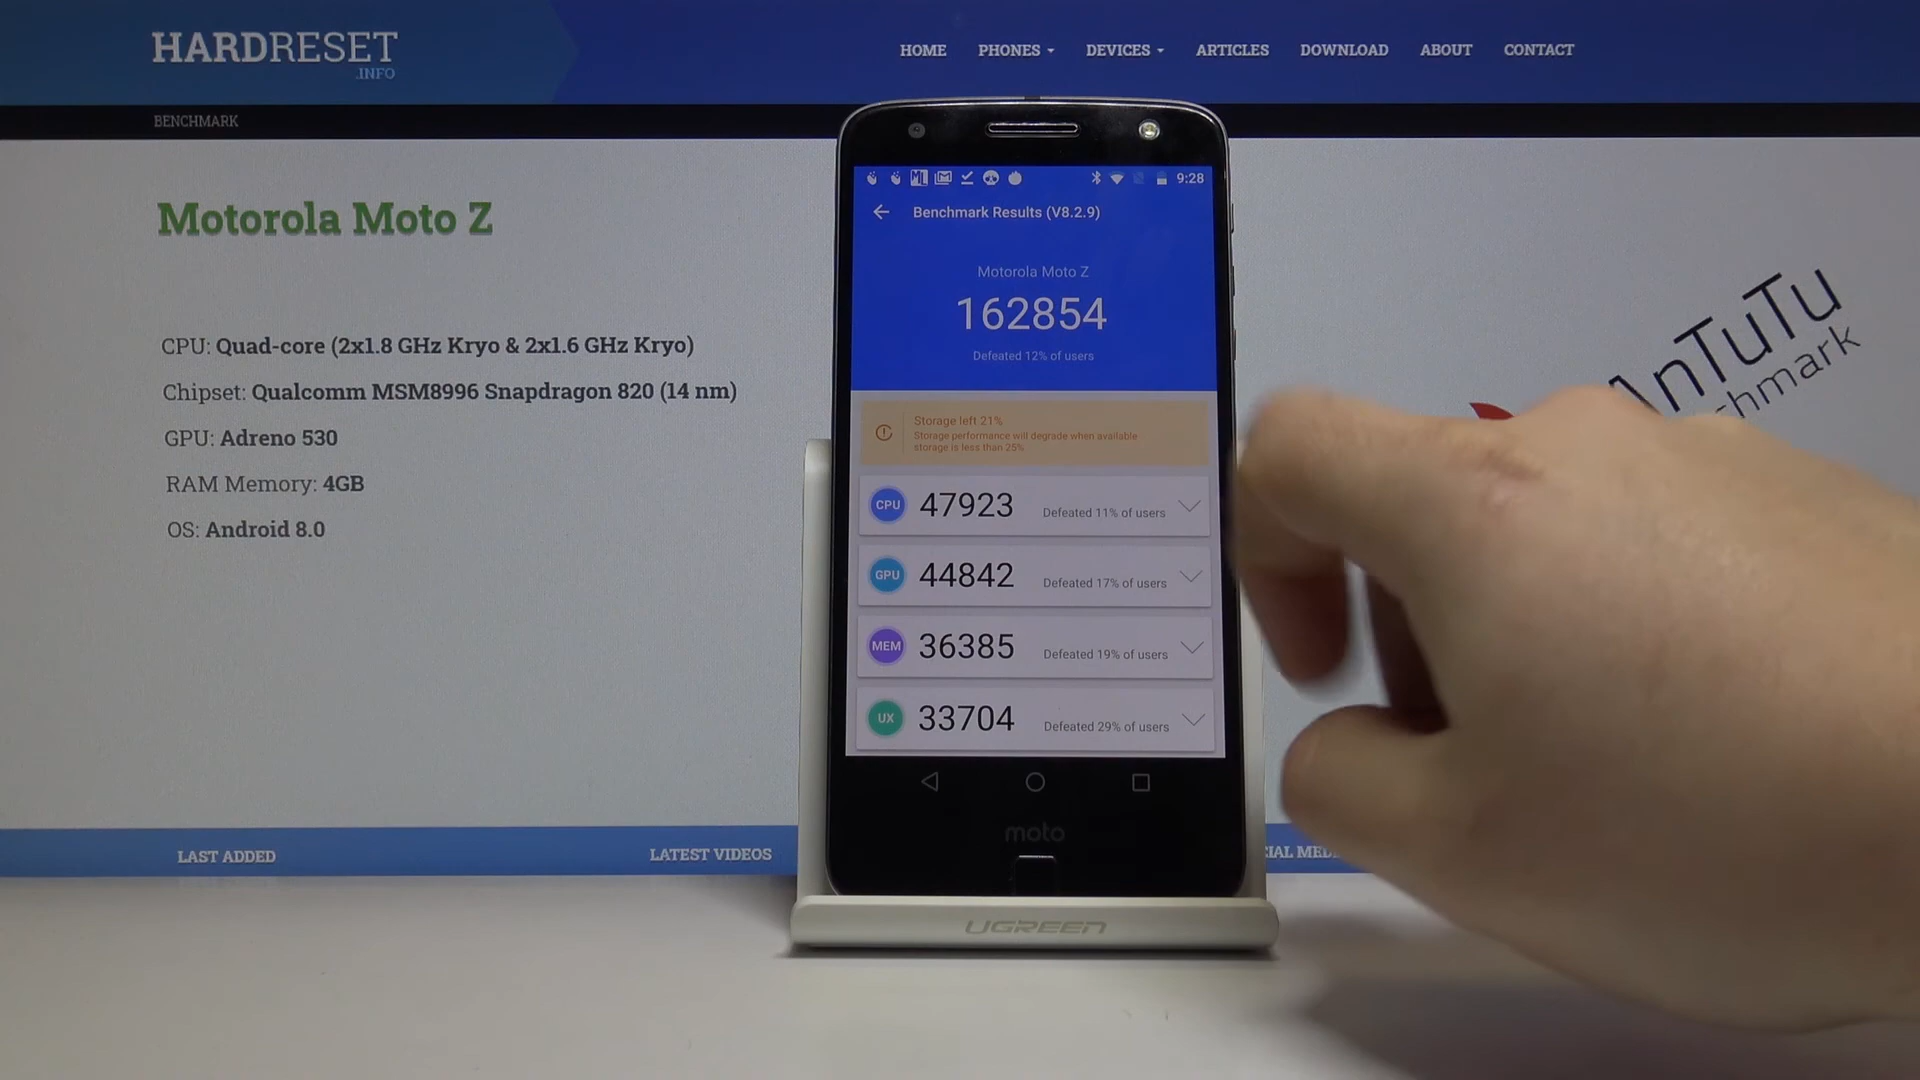 HARDRESET
.INFO
HOME PHONES DEVICES ARTICLES DOWNLOAD ABOUT CONTACT
BENCHMARK
Motorola Moto Z
CPU: Quad-core (2x1.8 GHz Kryo & 2x1.6 GHz Kryo)
Chipset: Qualcomm MSM8996 Snapdragon 820 (14 nm)
GPU: Adreno 530
RAM Memory: 4GB
OS: Android 8.0
LAST ADDED
LATEST VIDEOS
9:28
Benchmark Results (V8.2.9)
Motorola Moto Z
162854
Defeated 12% of users
Storage left 21%
Storage performance will degrade when available
storage is less than 25%
CPU 47923 Defeated 11% of users
GPU 44842 Defeated 17% of users
MEM 36385 Defeated 19% of users
UX 33704 Defeated 29% of users
moto
UGREEN
AnTuTu